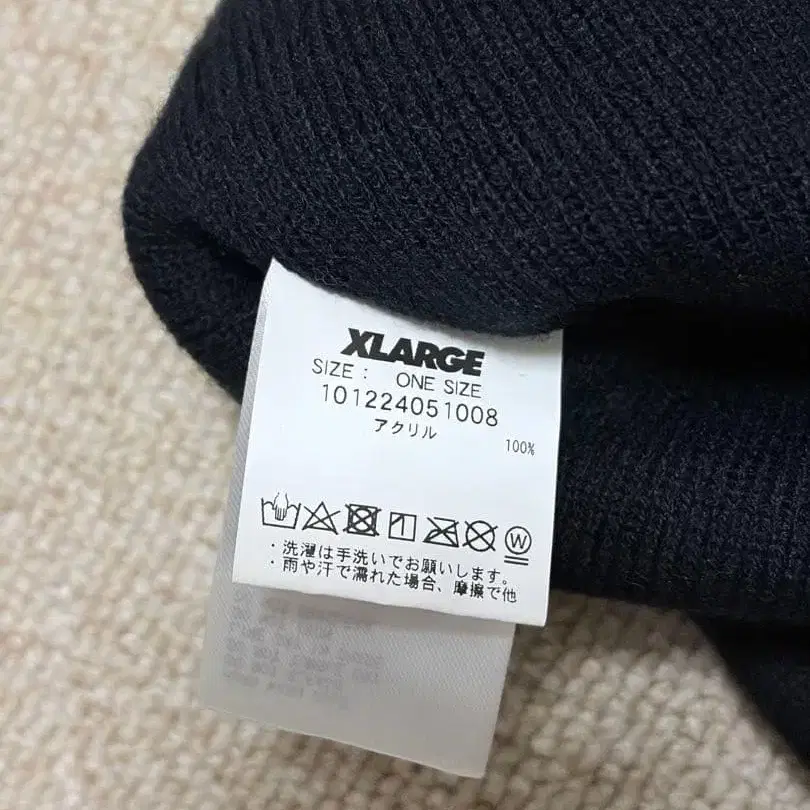 XLARGE
SIZE : ONE SIZE
101224051008
アクリル 100%
W
・洗濯は手洗いでお願いします。
・雨や汗で濡れた場合、摩擦で他